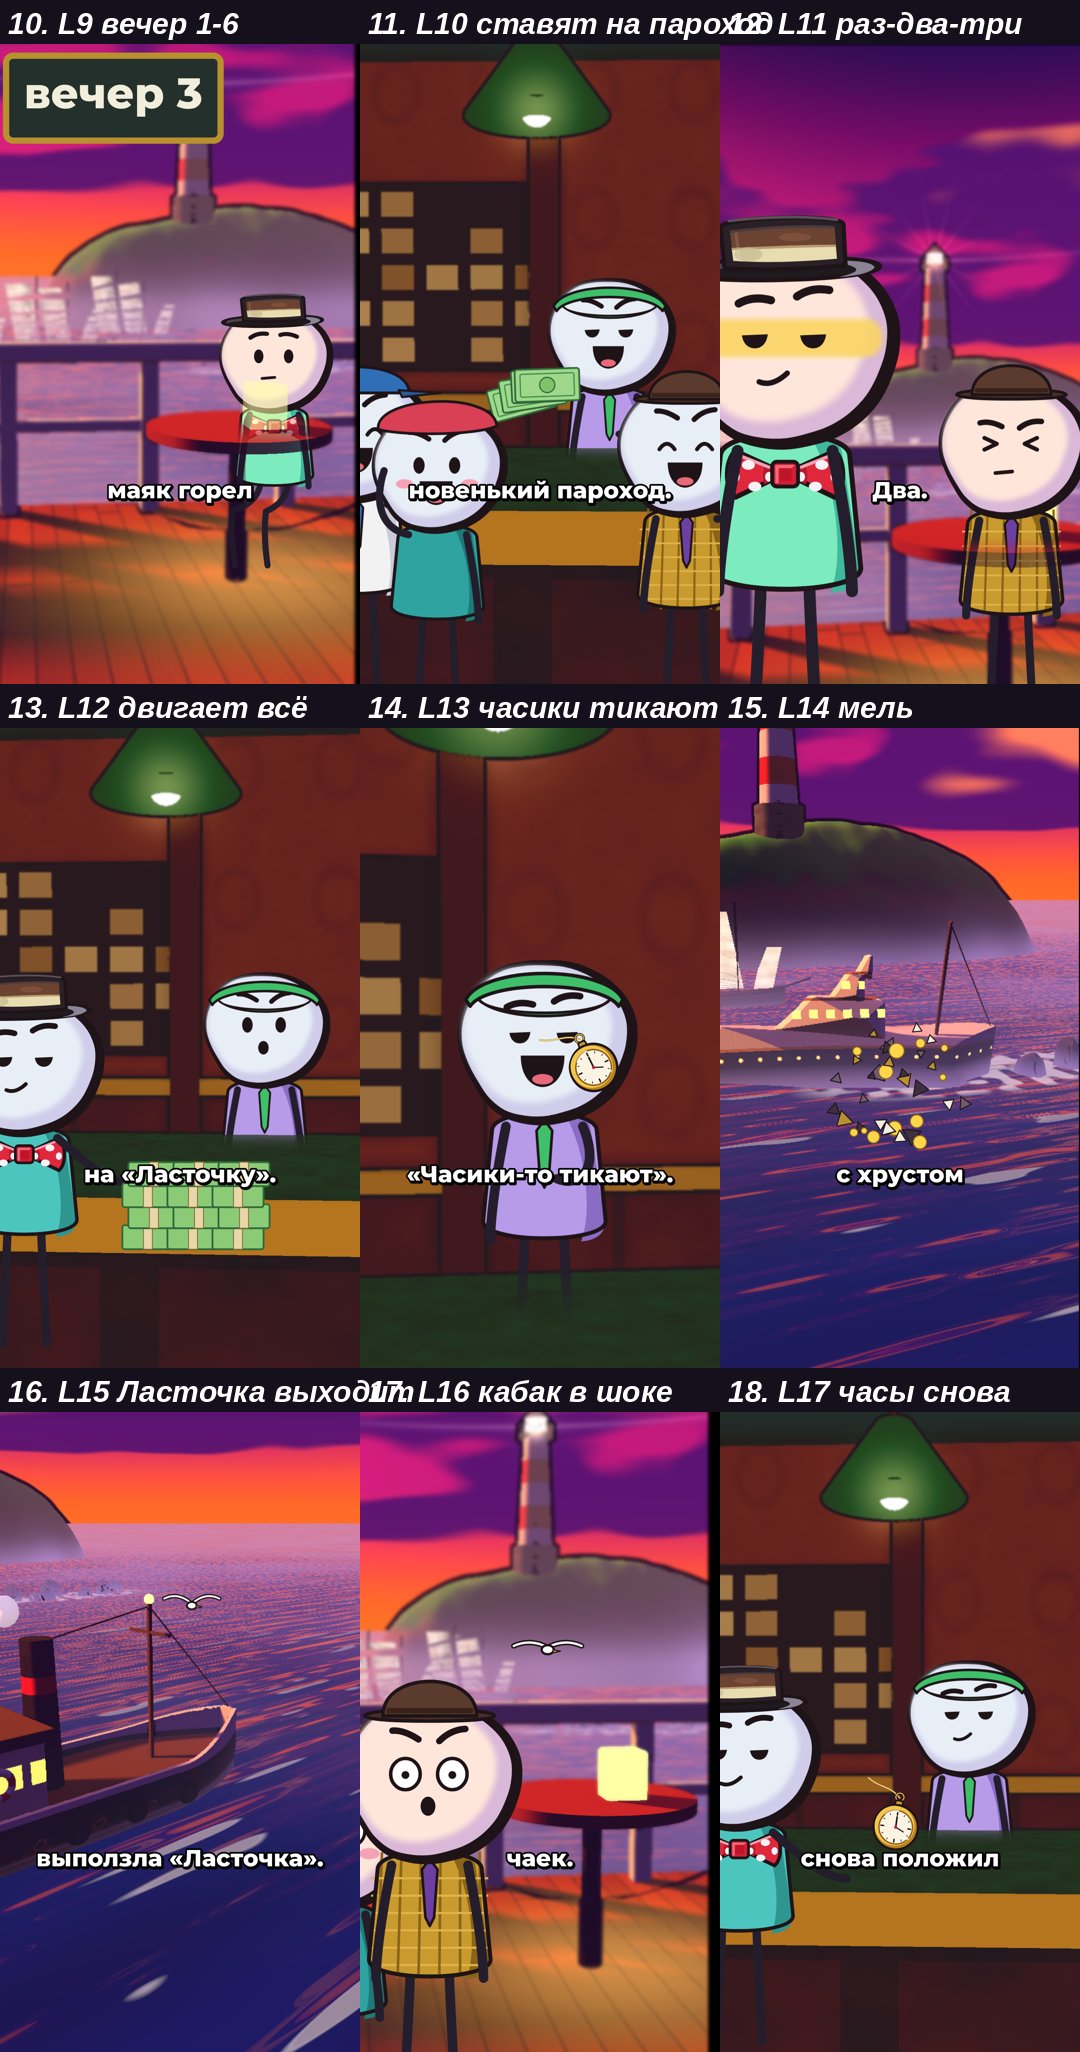 10. L9 вечер 1-6
11. L10 ставят на пароход
12. L11 раз-два-три
вечер 3
маяк горел
новенький пароход.
Два.
13. L12 двигает всё
14. L13 часики тикают
15. L14 мель
на «Ласточку».
«Часики-то тикают».
с хрустом
16. L15 Ласточка выходит
17. L16 кабак в шоке
18. L17 часы снова
выползла «Ласточка».
чаек.
снова положил